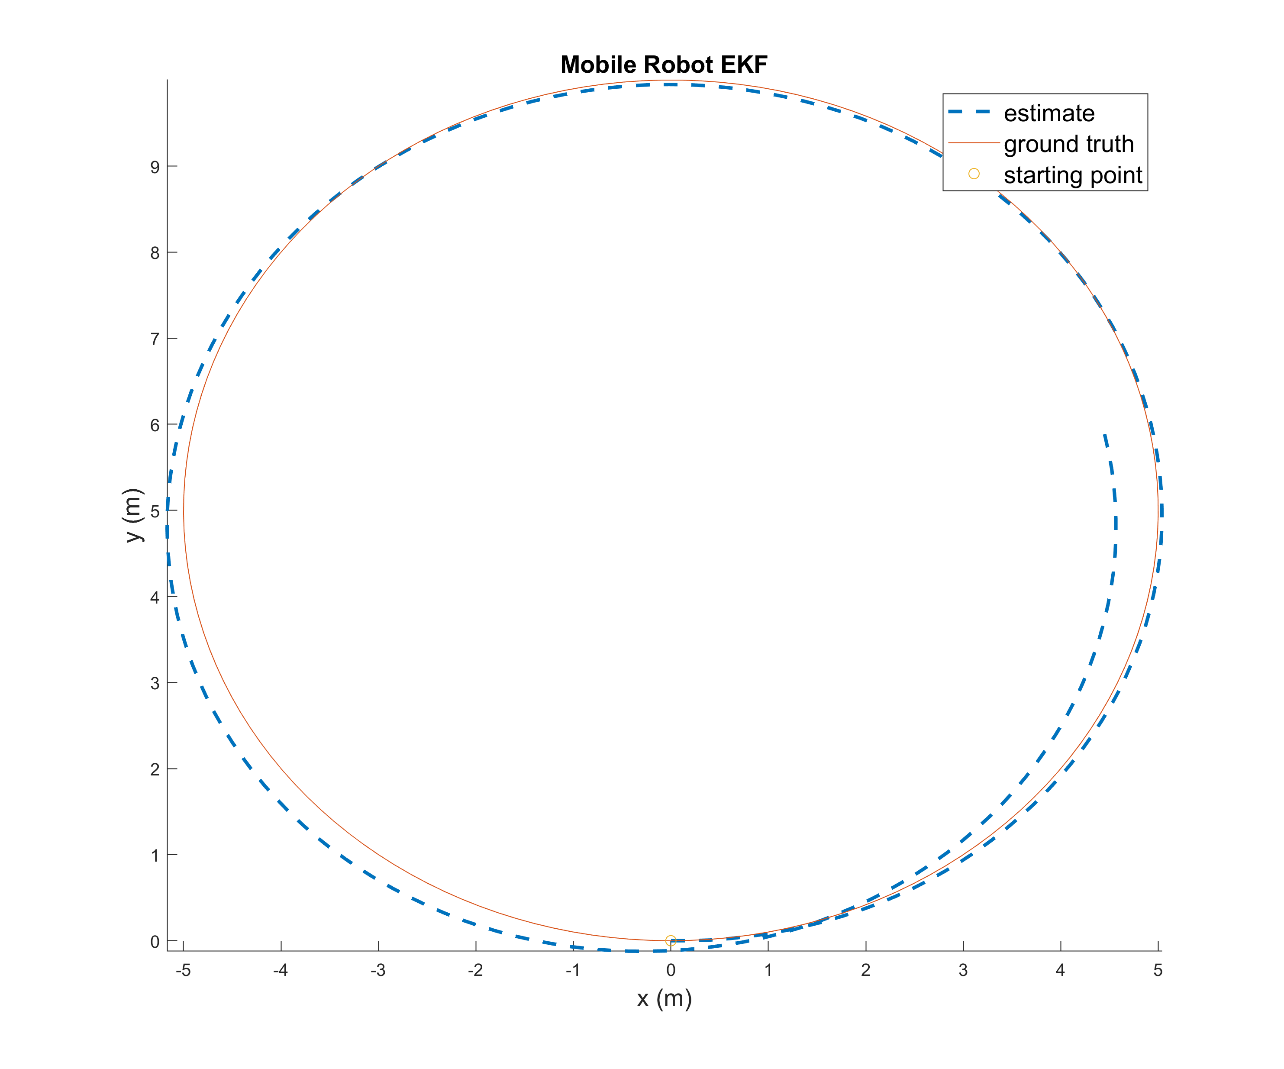 Mobile Robot EKF
estimate
ground truth
starting point
9
8
7
6
5
4
3
2
1
0
y (m)
-5 -4 -3 -2 -1 0 1 2 3 4 5
x (m)